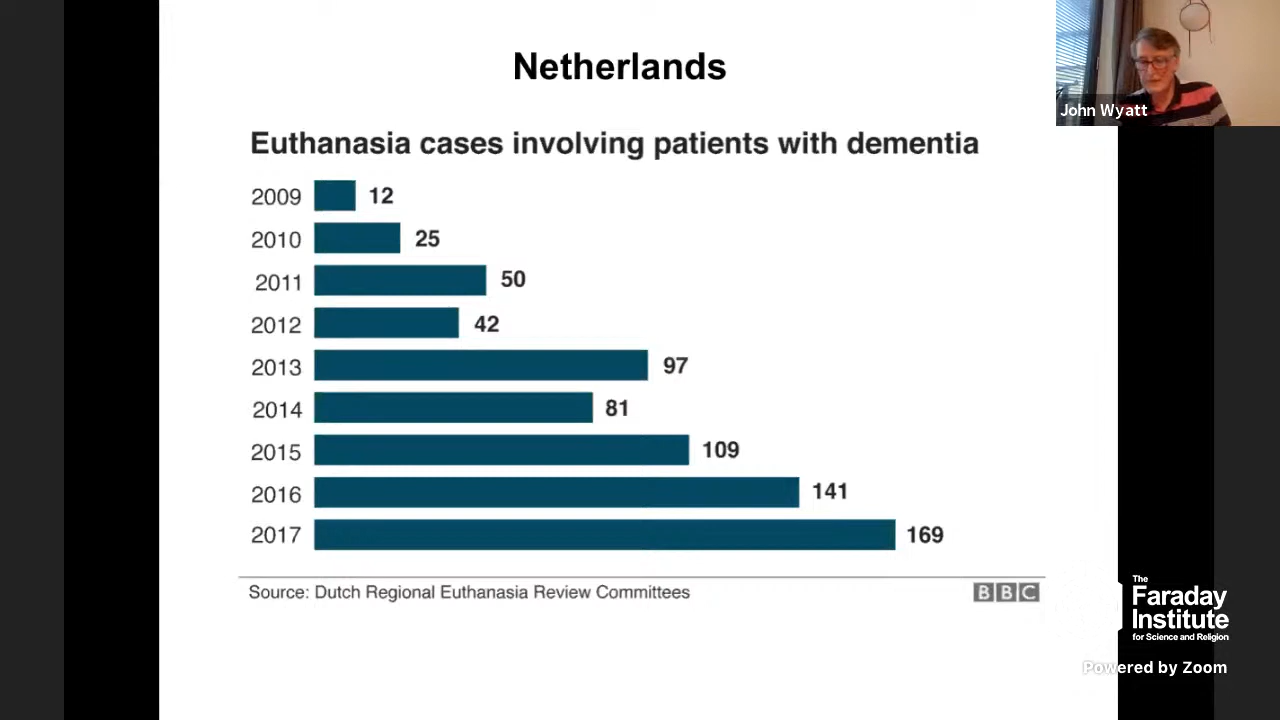 Netherlands
John Wyatt
Euthanasia cases involving patients with dementia
2009 12
2010 25
2011 50
2012 42
2013 97
2014 81
2015 109
2016 141
2017 169
Source: Dutch Regional Euthanasia Review Committees
BBC
The
Faraday
Institute
for Science and Religion
Powered by Zoom